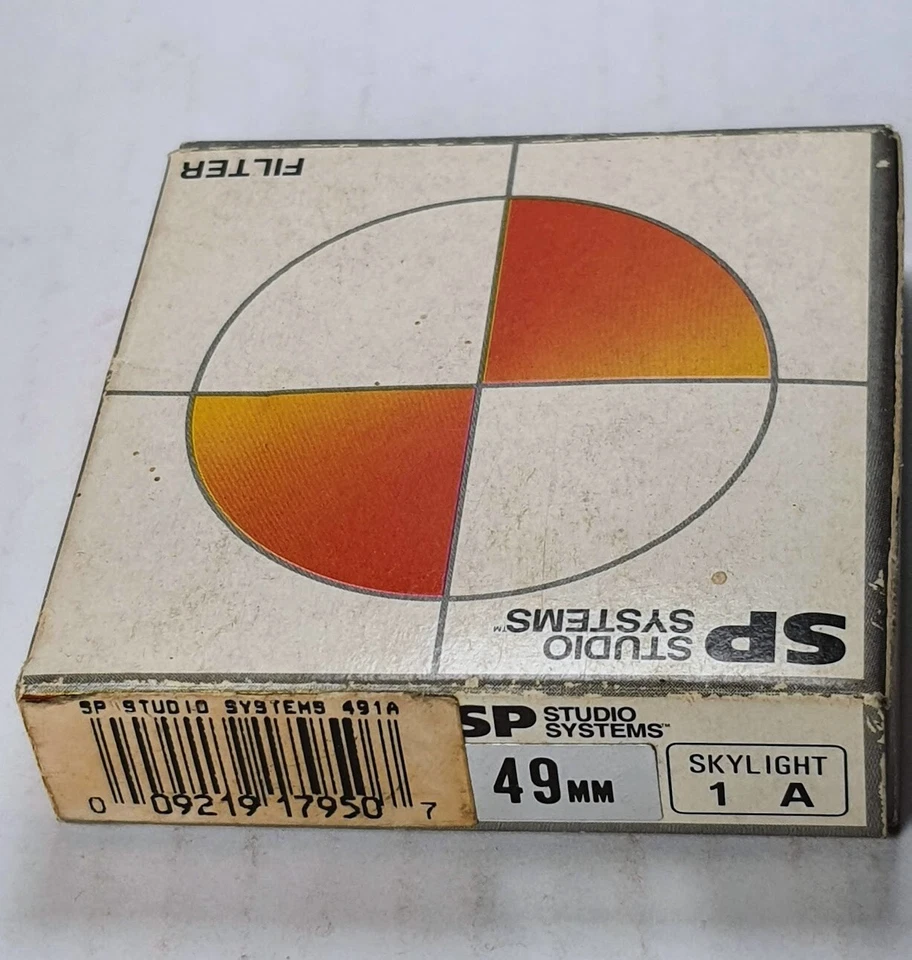 FILTER
SP STUDIO
SYSTEMS™
SP STUDIO SYSTEMS 491A
0 09219 17950 7
SP STUDIO
SYSTEMS™
49MM
SKYLIGHT
1 A